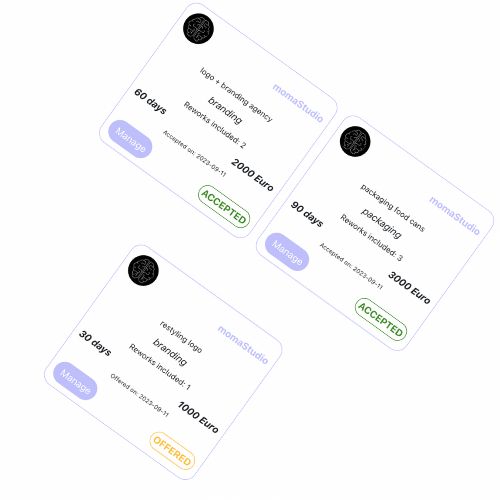 momaStudio
logo + branding agency
branding
Reworks included: 2
60 days
2000 Euro
Accepted on: 2023-09-11
Manage
ACCEPTED
momaStudio
packaging food cans
packaging
Reworks included: 3
90 days
3000 Euro
Accepted on: 2023-09-11
Manage
ACCEPTED
momaStudio
restyling logo
branding
Reworks included: 1
30 days
1000 Euro
Offered on: 2023-09-11
Manage
OFFERED